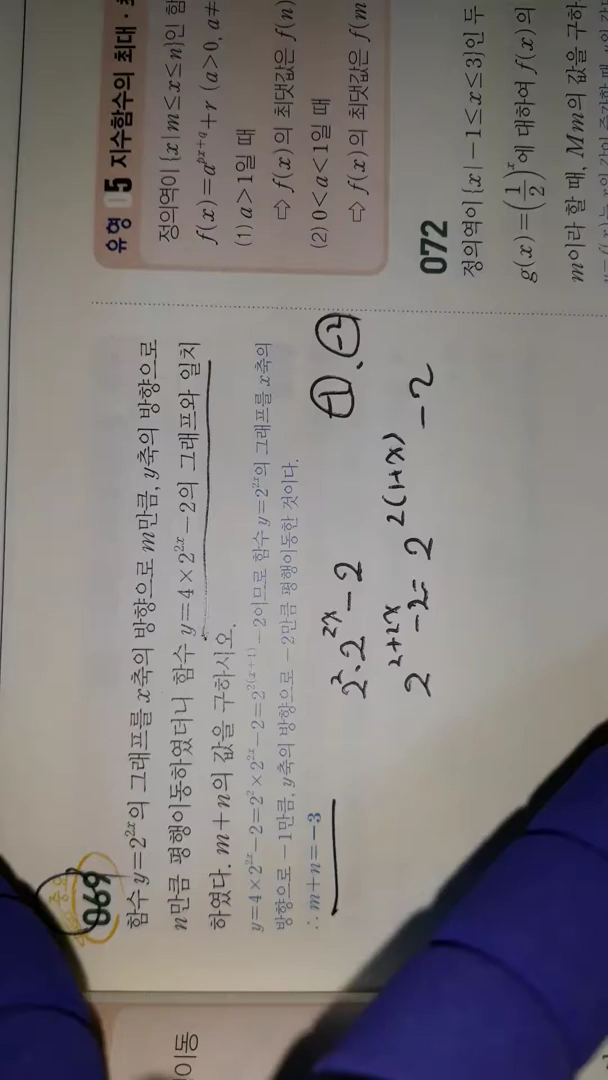 069
함수 y=2^{2x}의 그래프를 x축의 방향으로 m만큼, y축의 방향으로
n만큼 평행이동하였더니 함수 y=4×2^{2x}-2의 그래프와 일치
하였다. m+n의 값을 구하시오.
y=4×2^{2x}-2=2^2×2^{2x}-2=2^{2(x+1)}-2이므로 함수 y=2^{2x}의 그래프를 x축의
방향으로 -1만큼, y축의 방향으로 -2만큼 평행이동한 것이다.
∴ m+n=-3
2^2·2^{2x}-2
-1, -2
2^{2+2x}-2=2^{2(1+x)}-2
이동
유형 05 지수함수의 최대·
정의역이 {x|m≤x≤n}인 함
f(x)=a^{px+q}+r (a>0, a≠
(1) a>1일 때
⇨ f(x)의 최댓값은 f(n)
(2) 0<a<1일 때
⇨ f(x)의 최댓값은 f(m
072
정의역이 {x|-1≤x≤3}인 두
g(x)=(1/2)^x에 대하여 f(x)의
m이라 할 때, Mm의 값을 구하